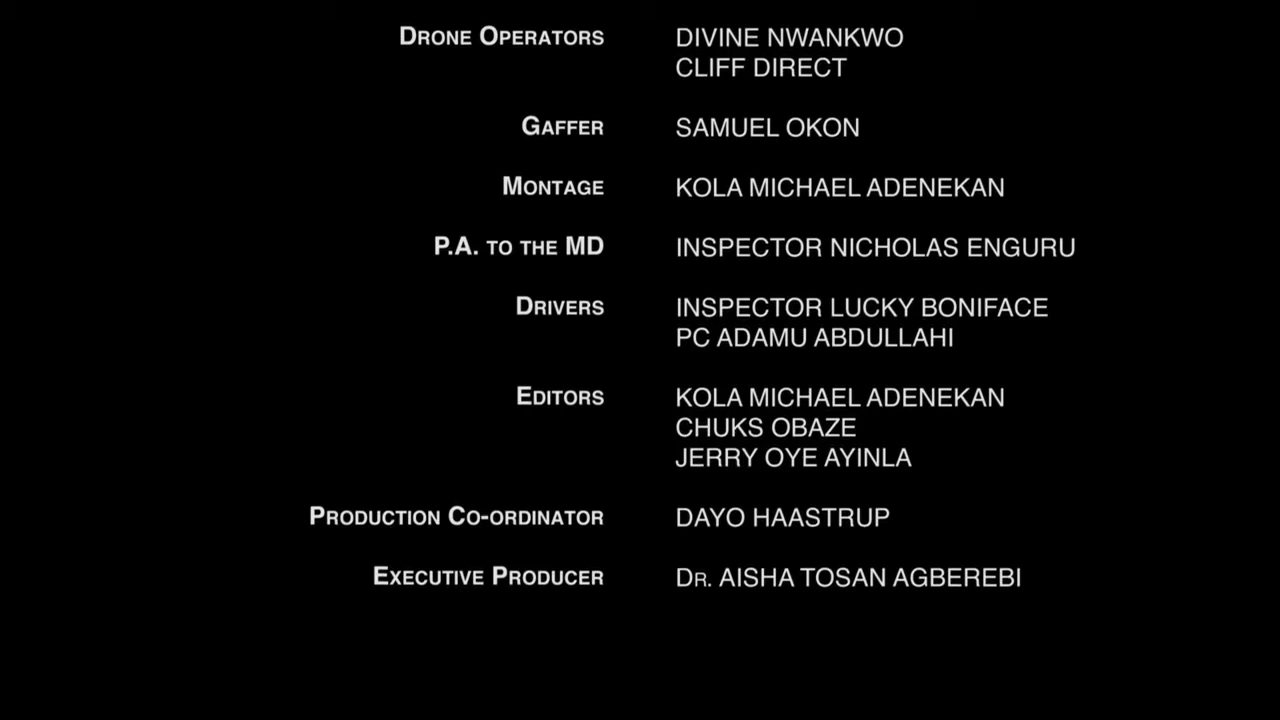 DRONE OPERATORS DIVINE NWANKWO
CLIFF DIRECT
GAFFER SAMUEL OKON
MONTAGE KOLA MICHAEL ADENEKAN
P.A. TO THE MD INSPECTOR NICHOLAS ENGURU
DRIVERS INSPECTOR LUCKY BONIFACE
PC ADAMU ABDULLAHI
EDITORS KOLA MICHAEL ADENEKAN
CHUKS OBAZE
JERRY OYE AYINLA
PRODUCTION CO-ORDINATOR DAYO HAASTRUP
EXECUTIVE PRODUCER DR. AISHA TOSAN AGBEREBI